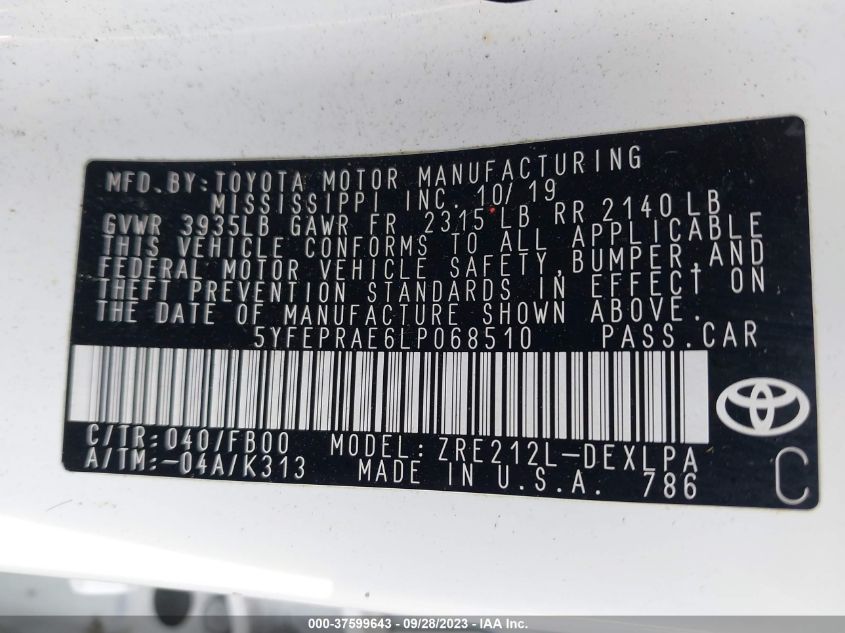 MFD. BY: TOYOTA MOTOR MANUFACTURING
MISSISSIPPI INC. 10/19
GVWR 3935LB GAWR FR 2315 LB RR 2140 LB
THIS VEHICLE CONFORMS TO ALL APPLICABLE
FEDERAL MOTOR VEHICLE SAFETY, BUMPER, AND
THEFT PREVENTION STANDARDS IN EFFECT ON
THE DATE OF MANUFACTURE SHOWN ABOVE.
5YFEPRAE6LP068510 PASS.CAR
C/TR: 040/FB00 MODEL: ZRE212L-DEXLPA
A/TM:-04A/K313 MADE IN U.S.A. 786
C
000-37599643 - 09/28/2023 - IAA Inc.